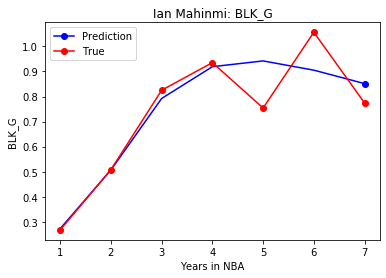 Ian Mahinmi: BLK_G
Prediction
True
1.0
0.9
0.8
0.7
0.6
0.5
0.4
0.3
BLK_G
1 2 3 4 5 6 7
Years in NBA